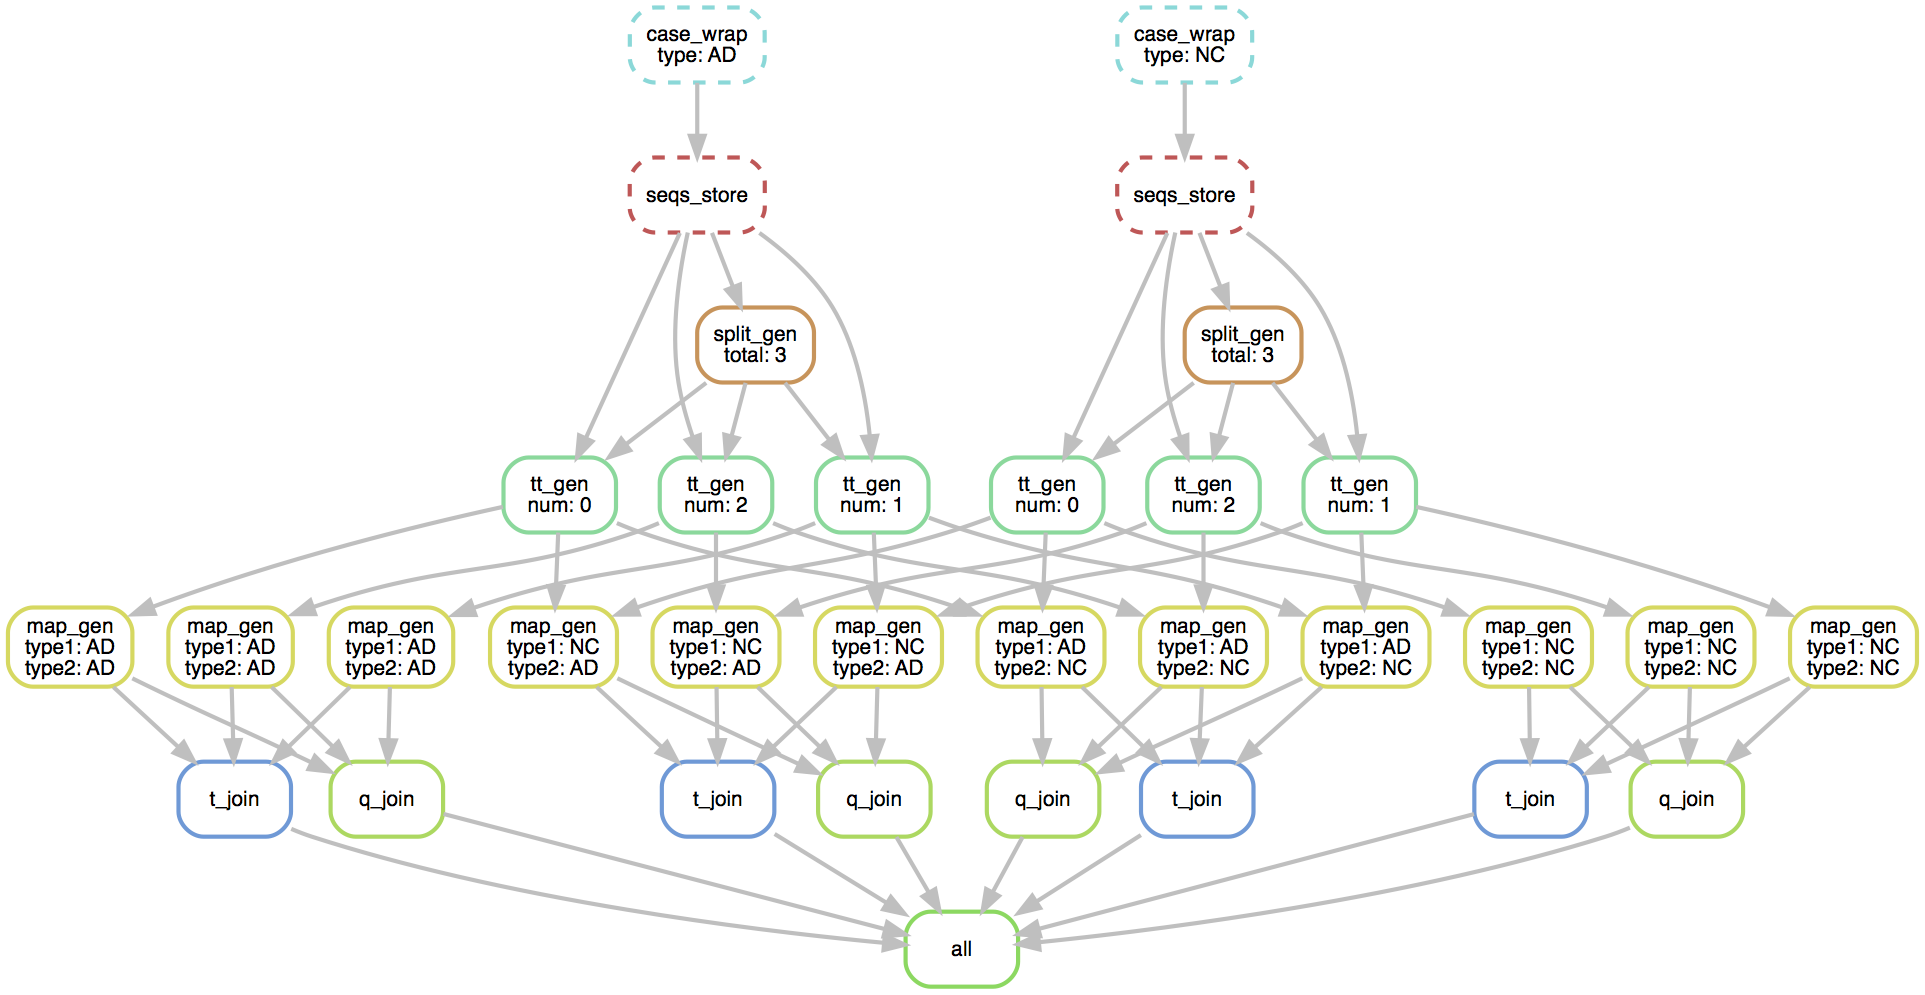 case_wrap
type: AD
case_wrap
type: NC
seqs_store
seqs_store
split_gen
total: 3
split_gen
total: 3
tt_gen
num: 0
tt_gen
num: 2
tt_gen
num: 1
tt_gen
num: 0
tt_gen
num: 2
tt_gen
num: 1
map_gen
type1: AD
type2: AD
map_gen
type1: AD
type2: AD
map_gen
type1: AD
type2: AD
map_gen
type1: NC
type2: AD
map_gen
type1: NC
type2: AD
map_gen
type1: NC
type2: AD
map_gen
type1: AD
type2: NC
map_gen
type1: AD
type2: NC
map_gen
type1: AD
type2: NC
map_gen
type1: NC
type2: NC
map_gen
type1: NC
type2: NC
map_gen
type1: NC
type2: NC
t_join
q_join
t_join
q_join
q_join
t_join
t_join
q_join
all